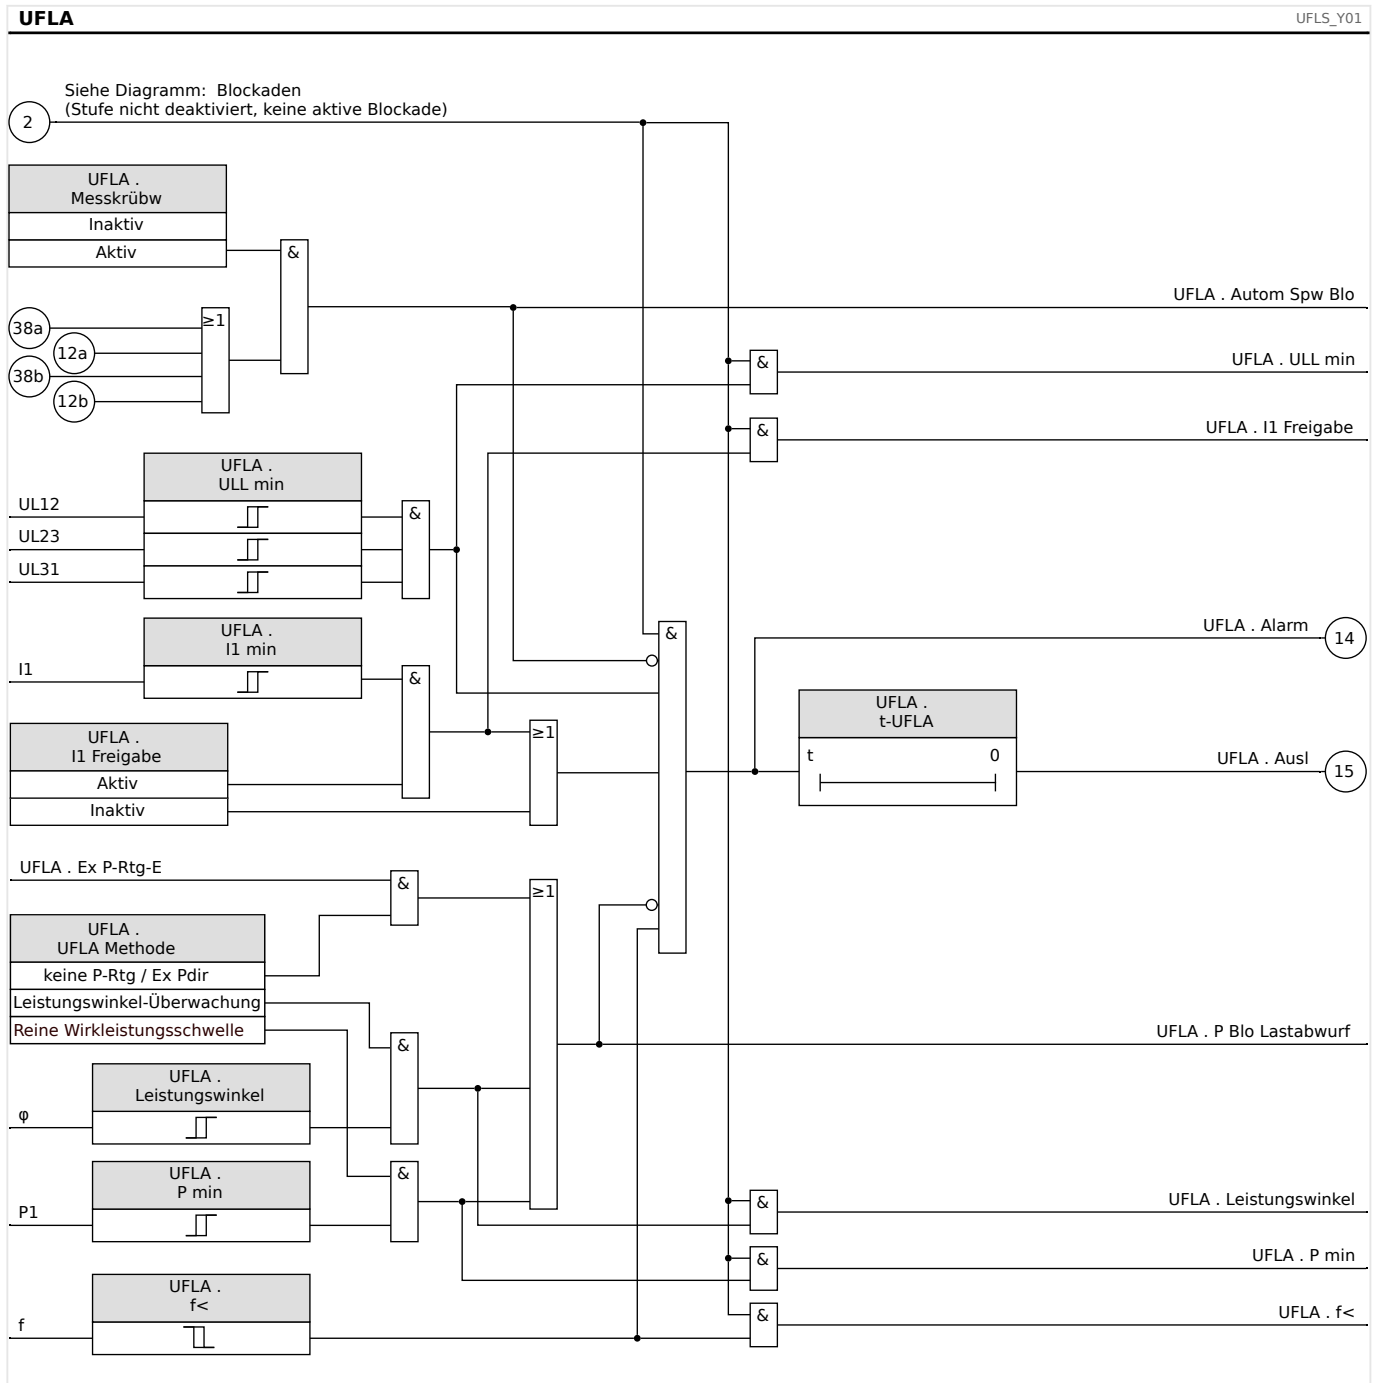 UFLA
UFLS_Y01
Siehe Diagramm: Blockaden
(Stufe nicht deaktiviert, keine aktive Blockade)
2
UFLA .
Messkrübw
Inaktiv
Aktiv
&
UFLA . Autom Spw Blo
38a
12a
38b
12b
≥1
&
UFLA . ULL min
&
UFLA . I1 Freigabe
UFLA .
ULL min
UL12
UL23
UL31
&
UFLA .
I1 min
I1
&
&
UFLA . Alarm
14
UFLA .
I1 Freigabe
Aktiv
Inaktiv
≥1
UFLA .
t-UFLA
t
0
UFLA . Ausl
15
UFLA . Ex P-Rtg-E
&
≥1
UFLA .
UFLA Methode
keine P-Rtg / Ex Pdir
Leistungswinkel-Überwachung
Reine Wirkleistungsschwelle
&
UFLA . P Blo Lastabwurf
UFLA .
Leistungswinkel
φ
UFLA .
P min
P1
&
&
UFLA . Leistungswinkel
&
UFLA . P min
UFLA .
f<
f
&
UFLA . f<